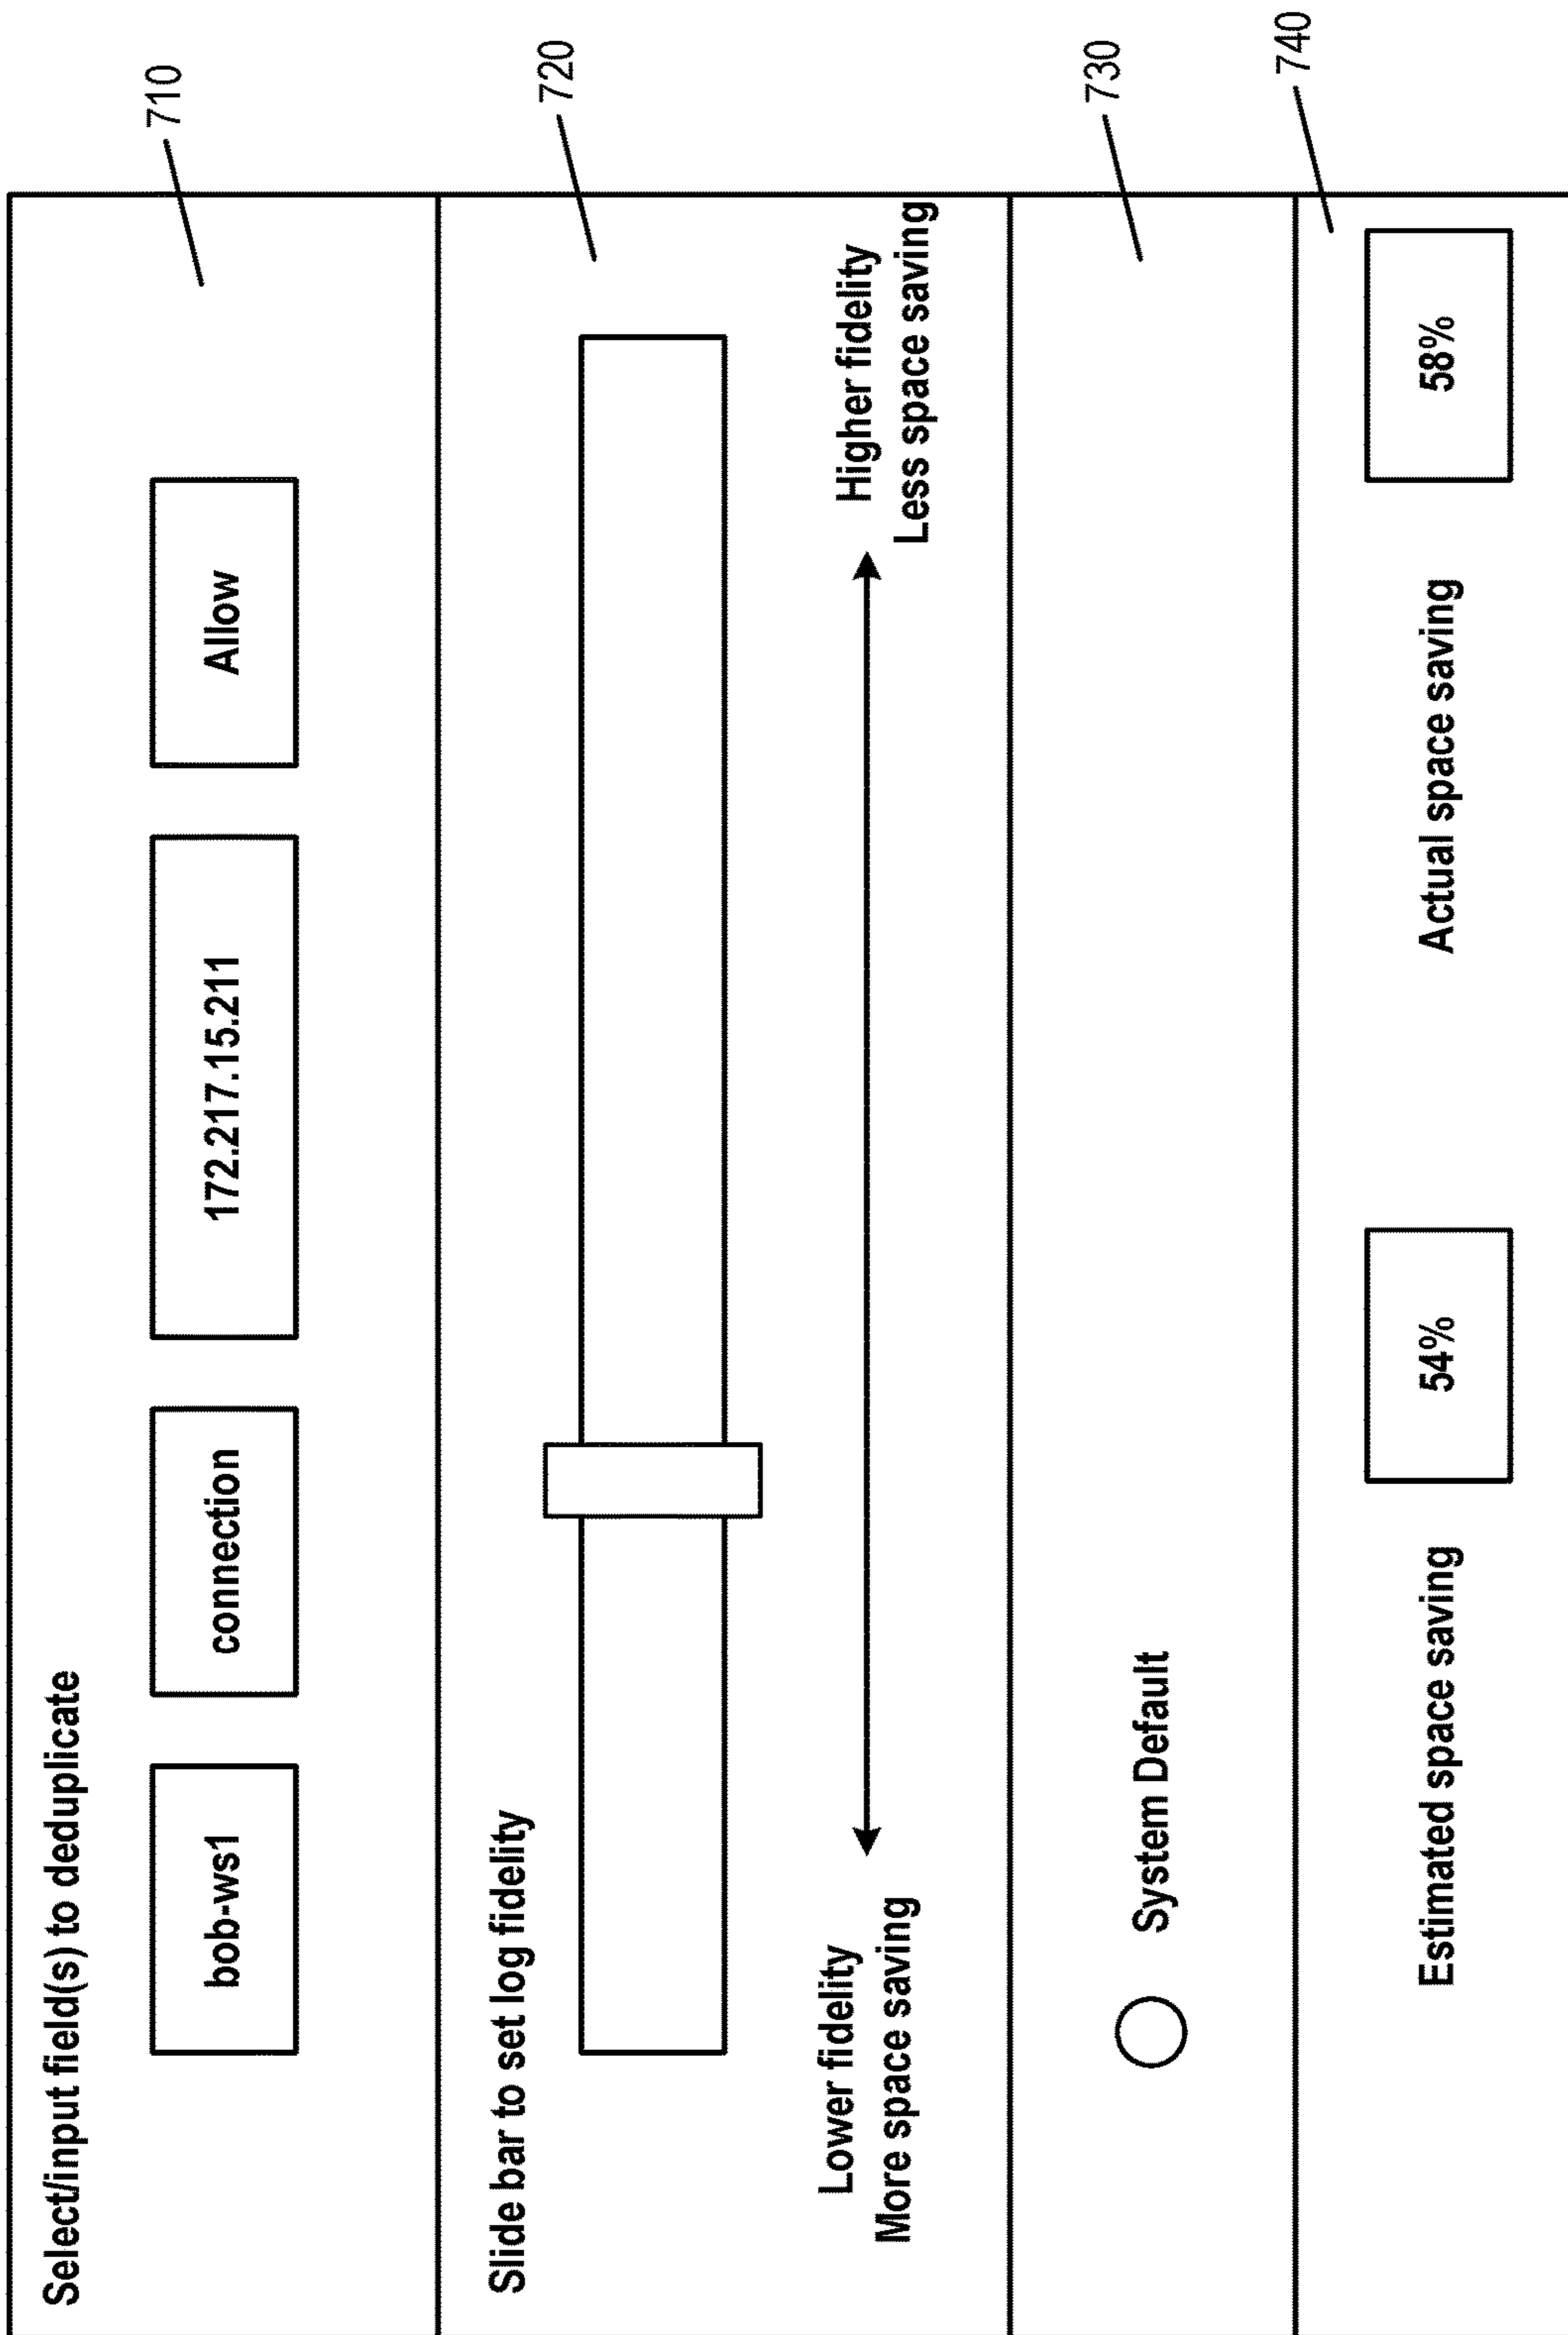 Select/input field(s) to deduplicate
710
bob-ws1
connection
172.217.15.211
Allow
Slide bar to set log fidelity
720
Lower fidelity
More space saving
Higher fidelity
Less space saving
730
System Default
740
Estimated space saving
54%
Actual space saving
58%